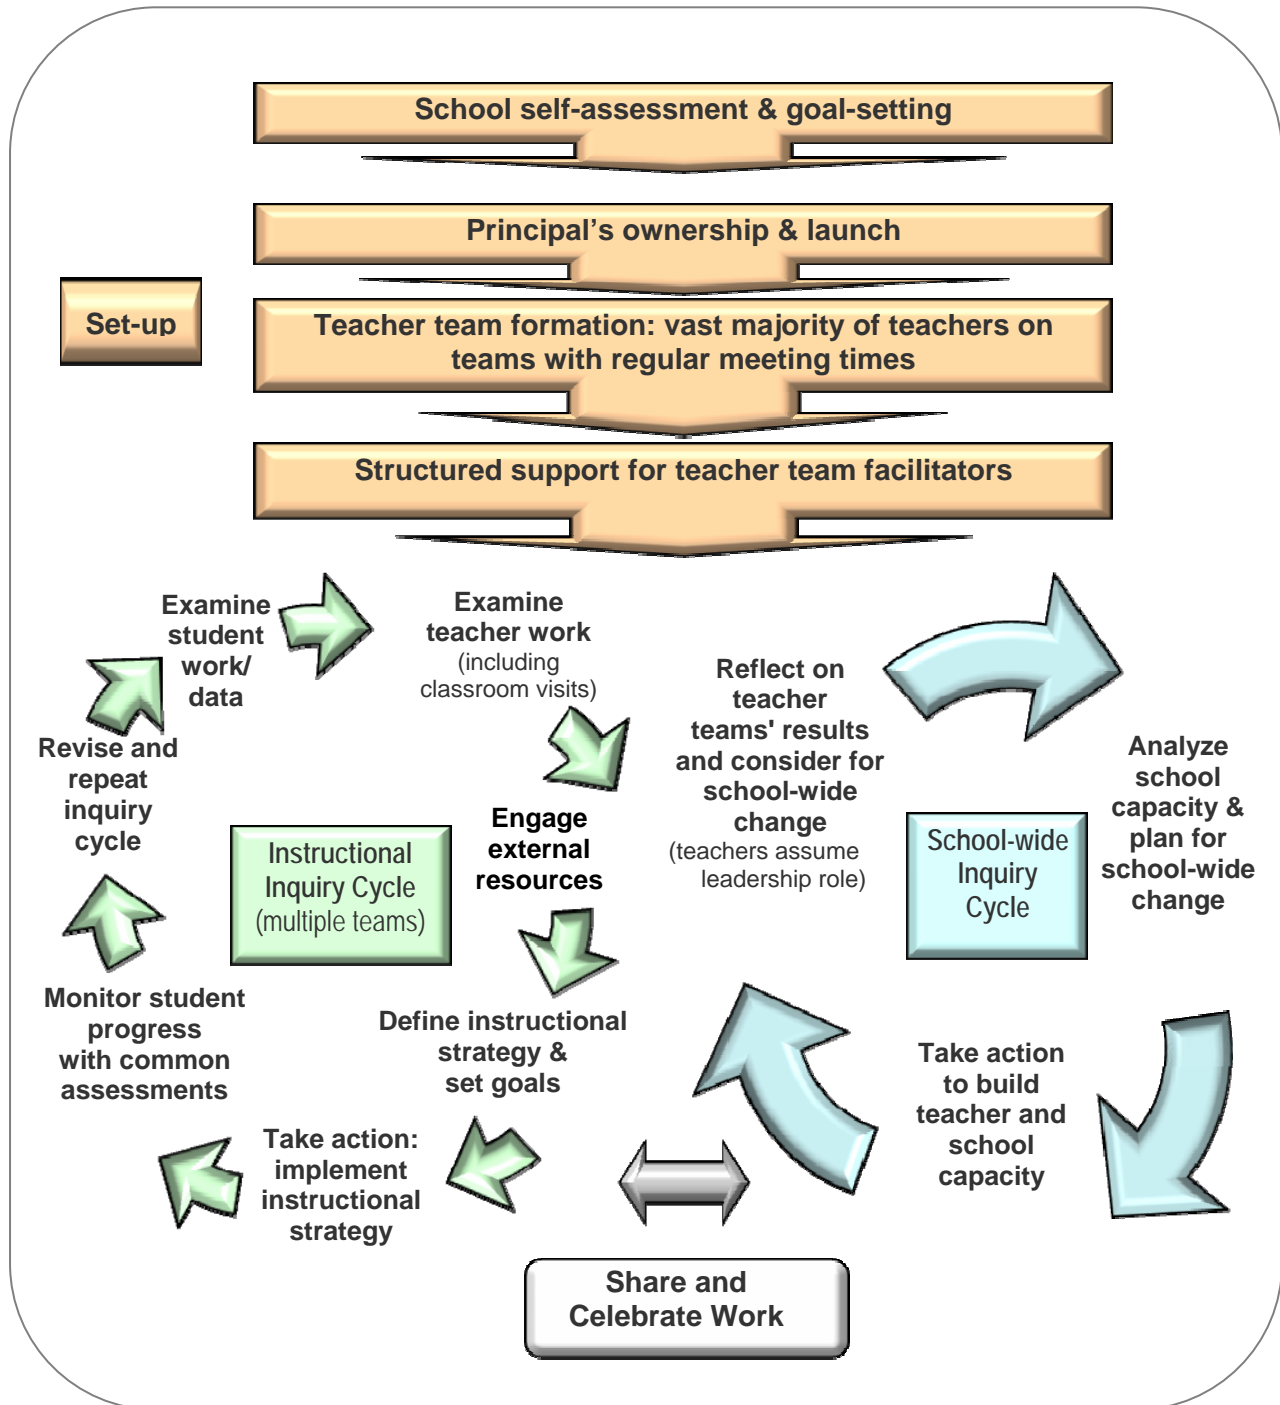 School self-assessment & goal-setting
Principal's ownership & launch
Set-up
Teacher team formation: vast majority of teachers on
teams with regular meeting times
Structured support for teacher team facilitators
Examine
student
work/
data
Examine
teacher work
(including
classroom visits)
Engage
external
resources
Define instructional
strategy &
set goals
Take action:
implement
instructional
strategy
Monitor student
progress
with common
assessments
Revise and
repeat
inquiry
cycle
Instructional
Inquiry Cycle
(multiple teams)
Reflect on
teacher
teams' results
and consider for
school-wide
change
(teachers assume
leadership role)
Analyze
school
capacity &
plan for
school-wide
change
Take action
to build
teacher and
school
capacity
School-wide
Inquiry
Cycle
Share and
Celebrate Work